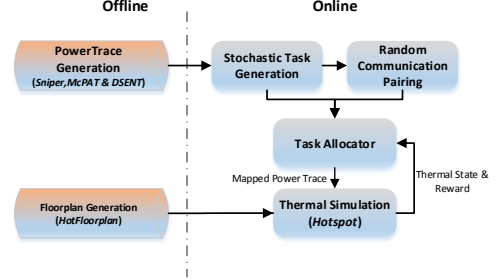 Offline
Online
PowerTrace
Generation
(Sniper,McPAT & DSENT)
Stochastic Task
Generation
Random
Communication
Pairing
Task Allocator
Mapped Power Trace
Thermal State &
Reward
Floorplan Generation
(HotFloorplan)
Thermal Simulation
(Hotspot)